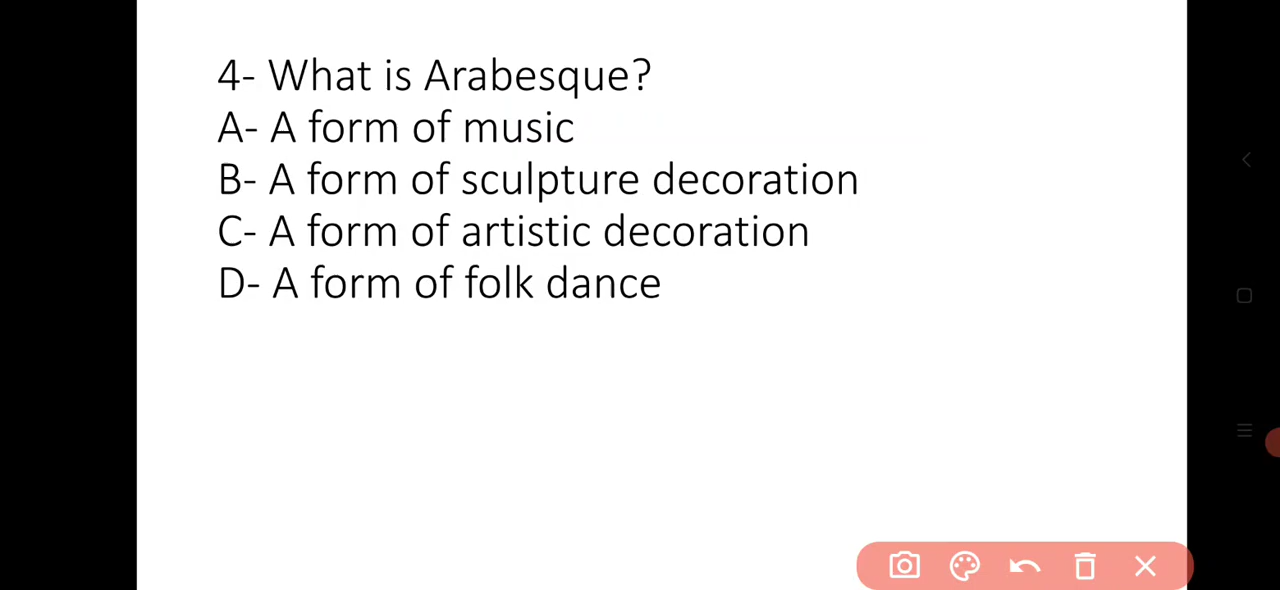 4- What is Arabesque?
A- A form of music
B- A form of sculpture decoration
C- A form of artistic decoration
D- A form of folk dance